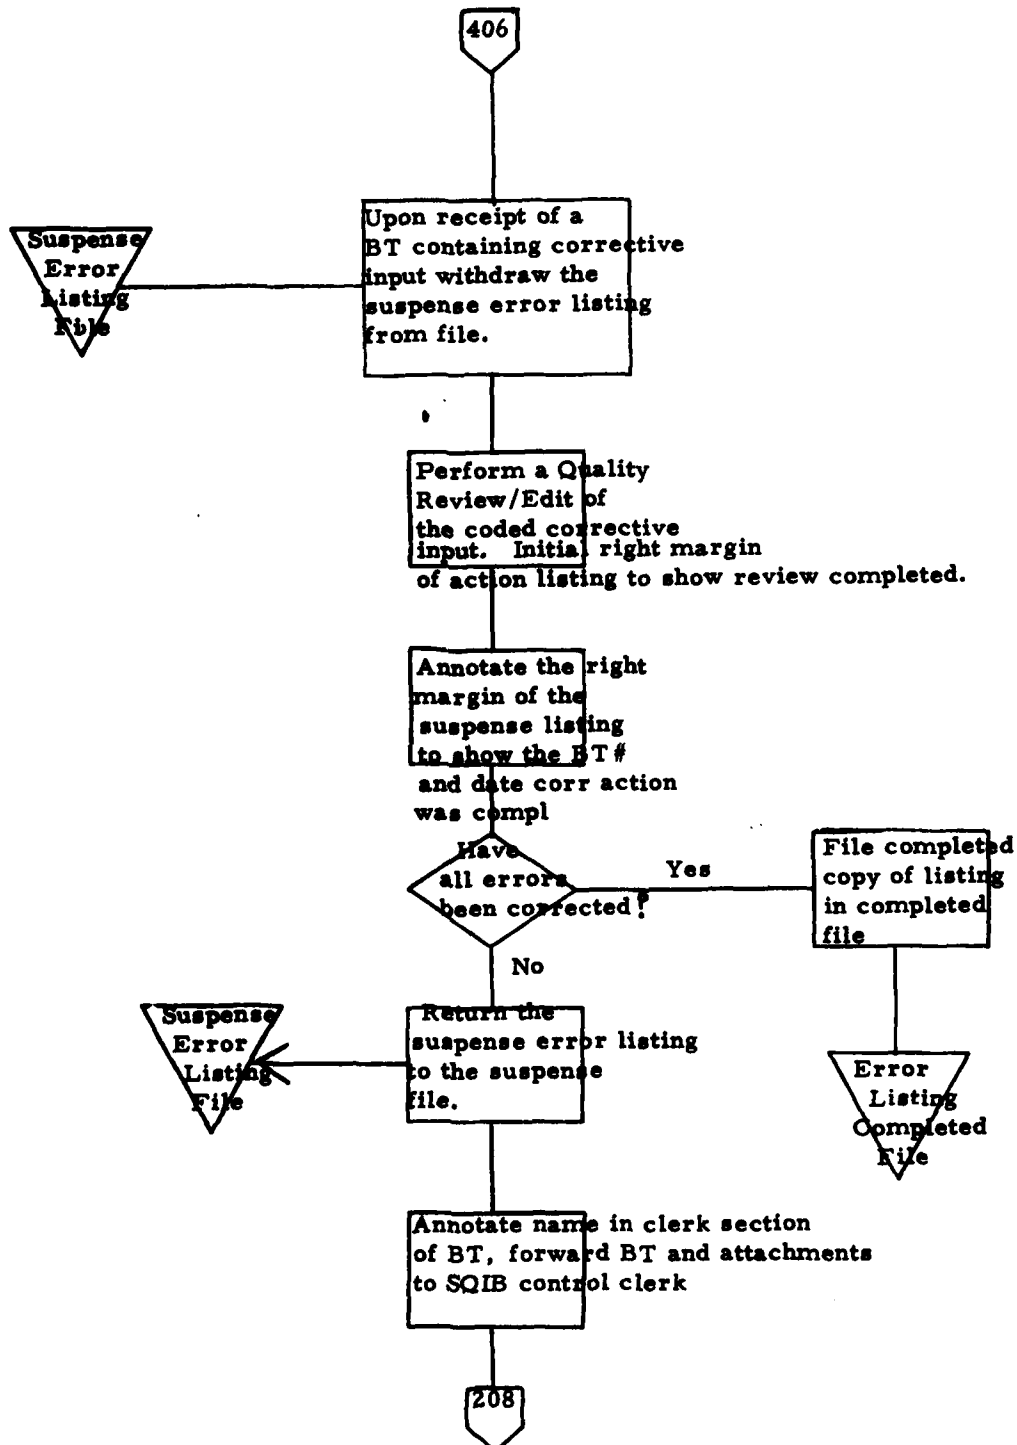 406
Upon receipt of a
BT containing corrective
input withdraw the
suspense error listing
from file.
Suspense
Error
Listing
File
Perform a Quality
Review/Edit of
the coded corrective
input. Initial right margin
of action listing to show review completed.
Annotate the right
margin of the
suspense listing
to show the BT#
and date corr action
was compl
Have
all errors
been corrected?
Yes
File completed
copy of listing
in completed
file
No
Return the
suspense error listing
to the suspense
file.
Suspense
Error
Listing
File
Error
Listing
Completed
File
Annotate name in clerk section
of BT, forward BT and attachments
to SQIB control clerk
208